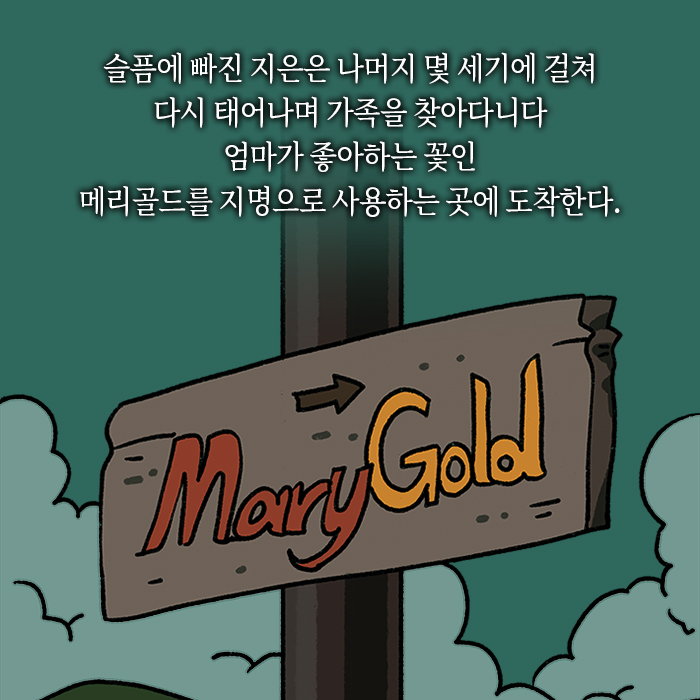 슬픔에 빠진 지은은 나머지 몇 세기에 걸쳐
다시 태어나며 가족을 찾아다니다
엄마가 좋아하는 꽃인
메리골드를 지명으로 사용하는 곳에 도착한다.
Mary Gold